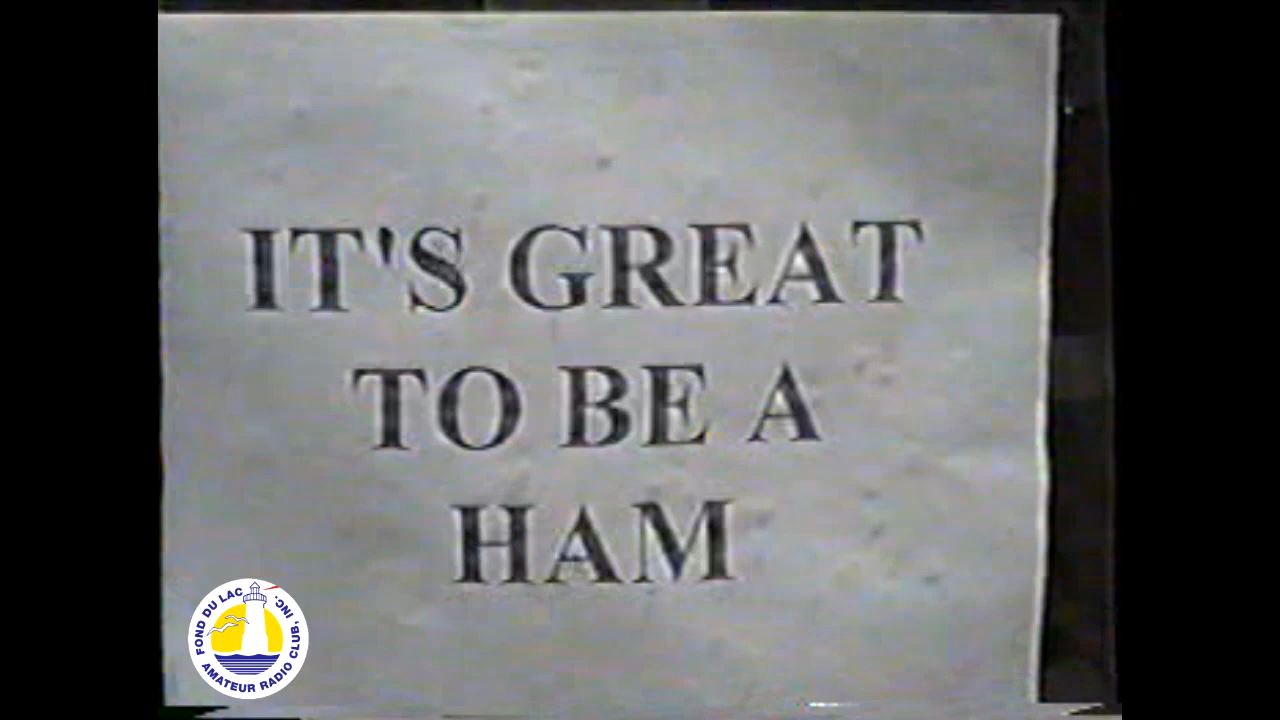 IT'S GREAT
TO BE A
HAM
FOND DU LAC
AMATEUR RADIO CLUB, INC.